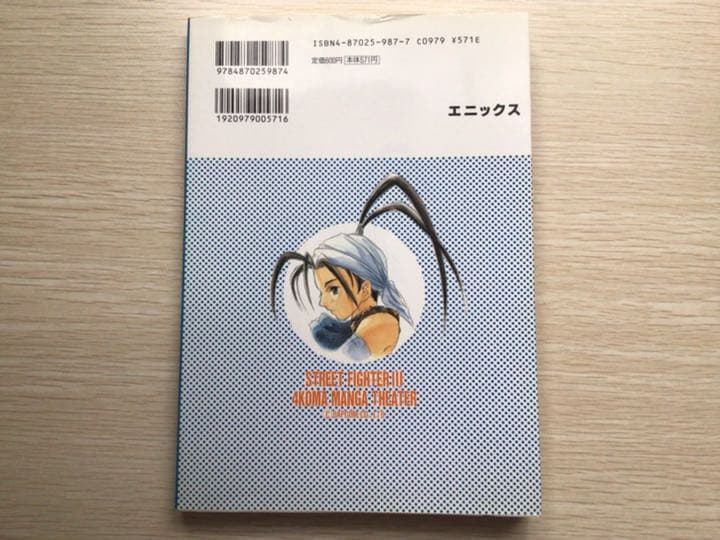 ISBN4-87025-987-7 C0979 ¥571E
定価600円 本体571円
9784870259874
1920979005716
エニックス
STREET FIGHTER III
4KOMA MANGA THEATER